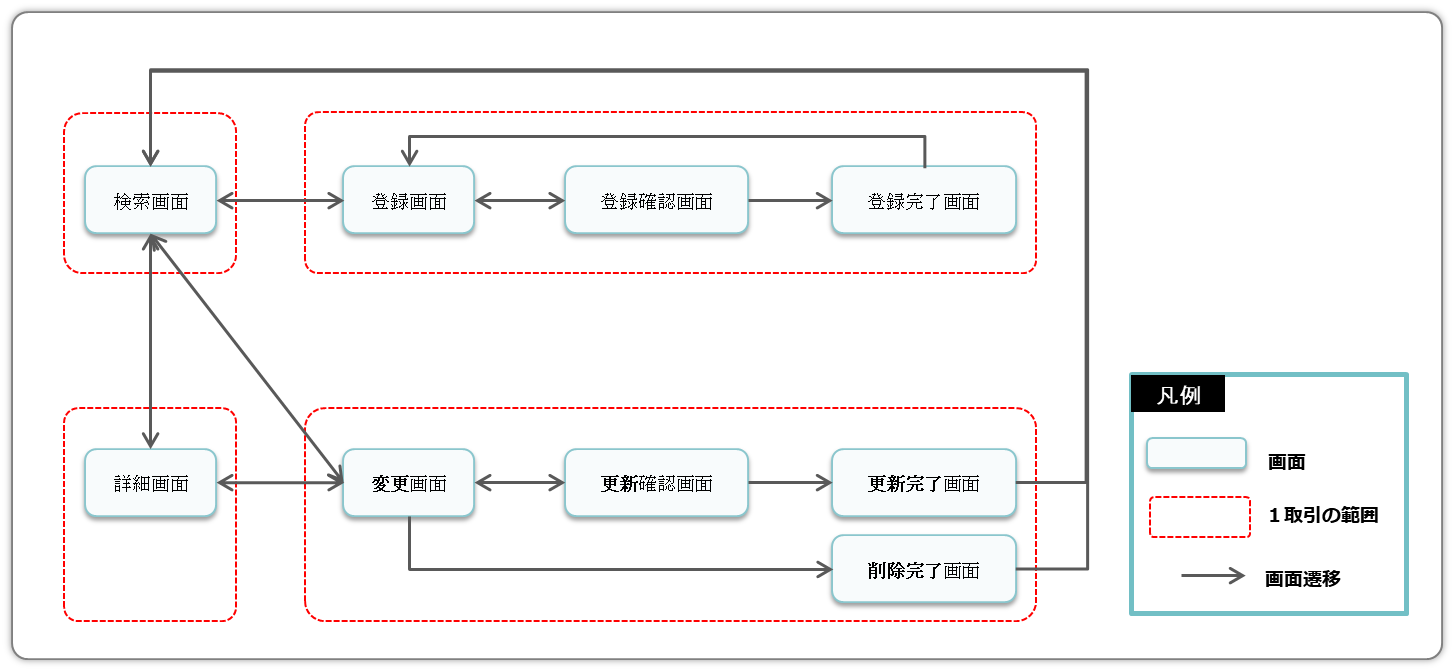 検索画面
登録画面
登録確認画面
登録完了画面
詳細画面
変更画面
更新確認画面
更新完了画面
削除完了画面
凡例
画面
１取引の範囲
画面遷移